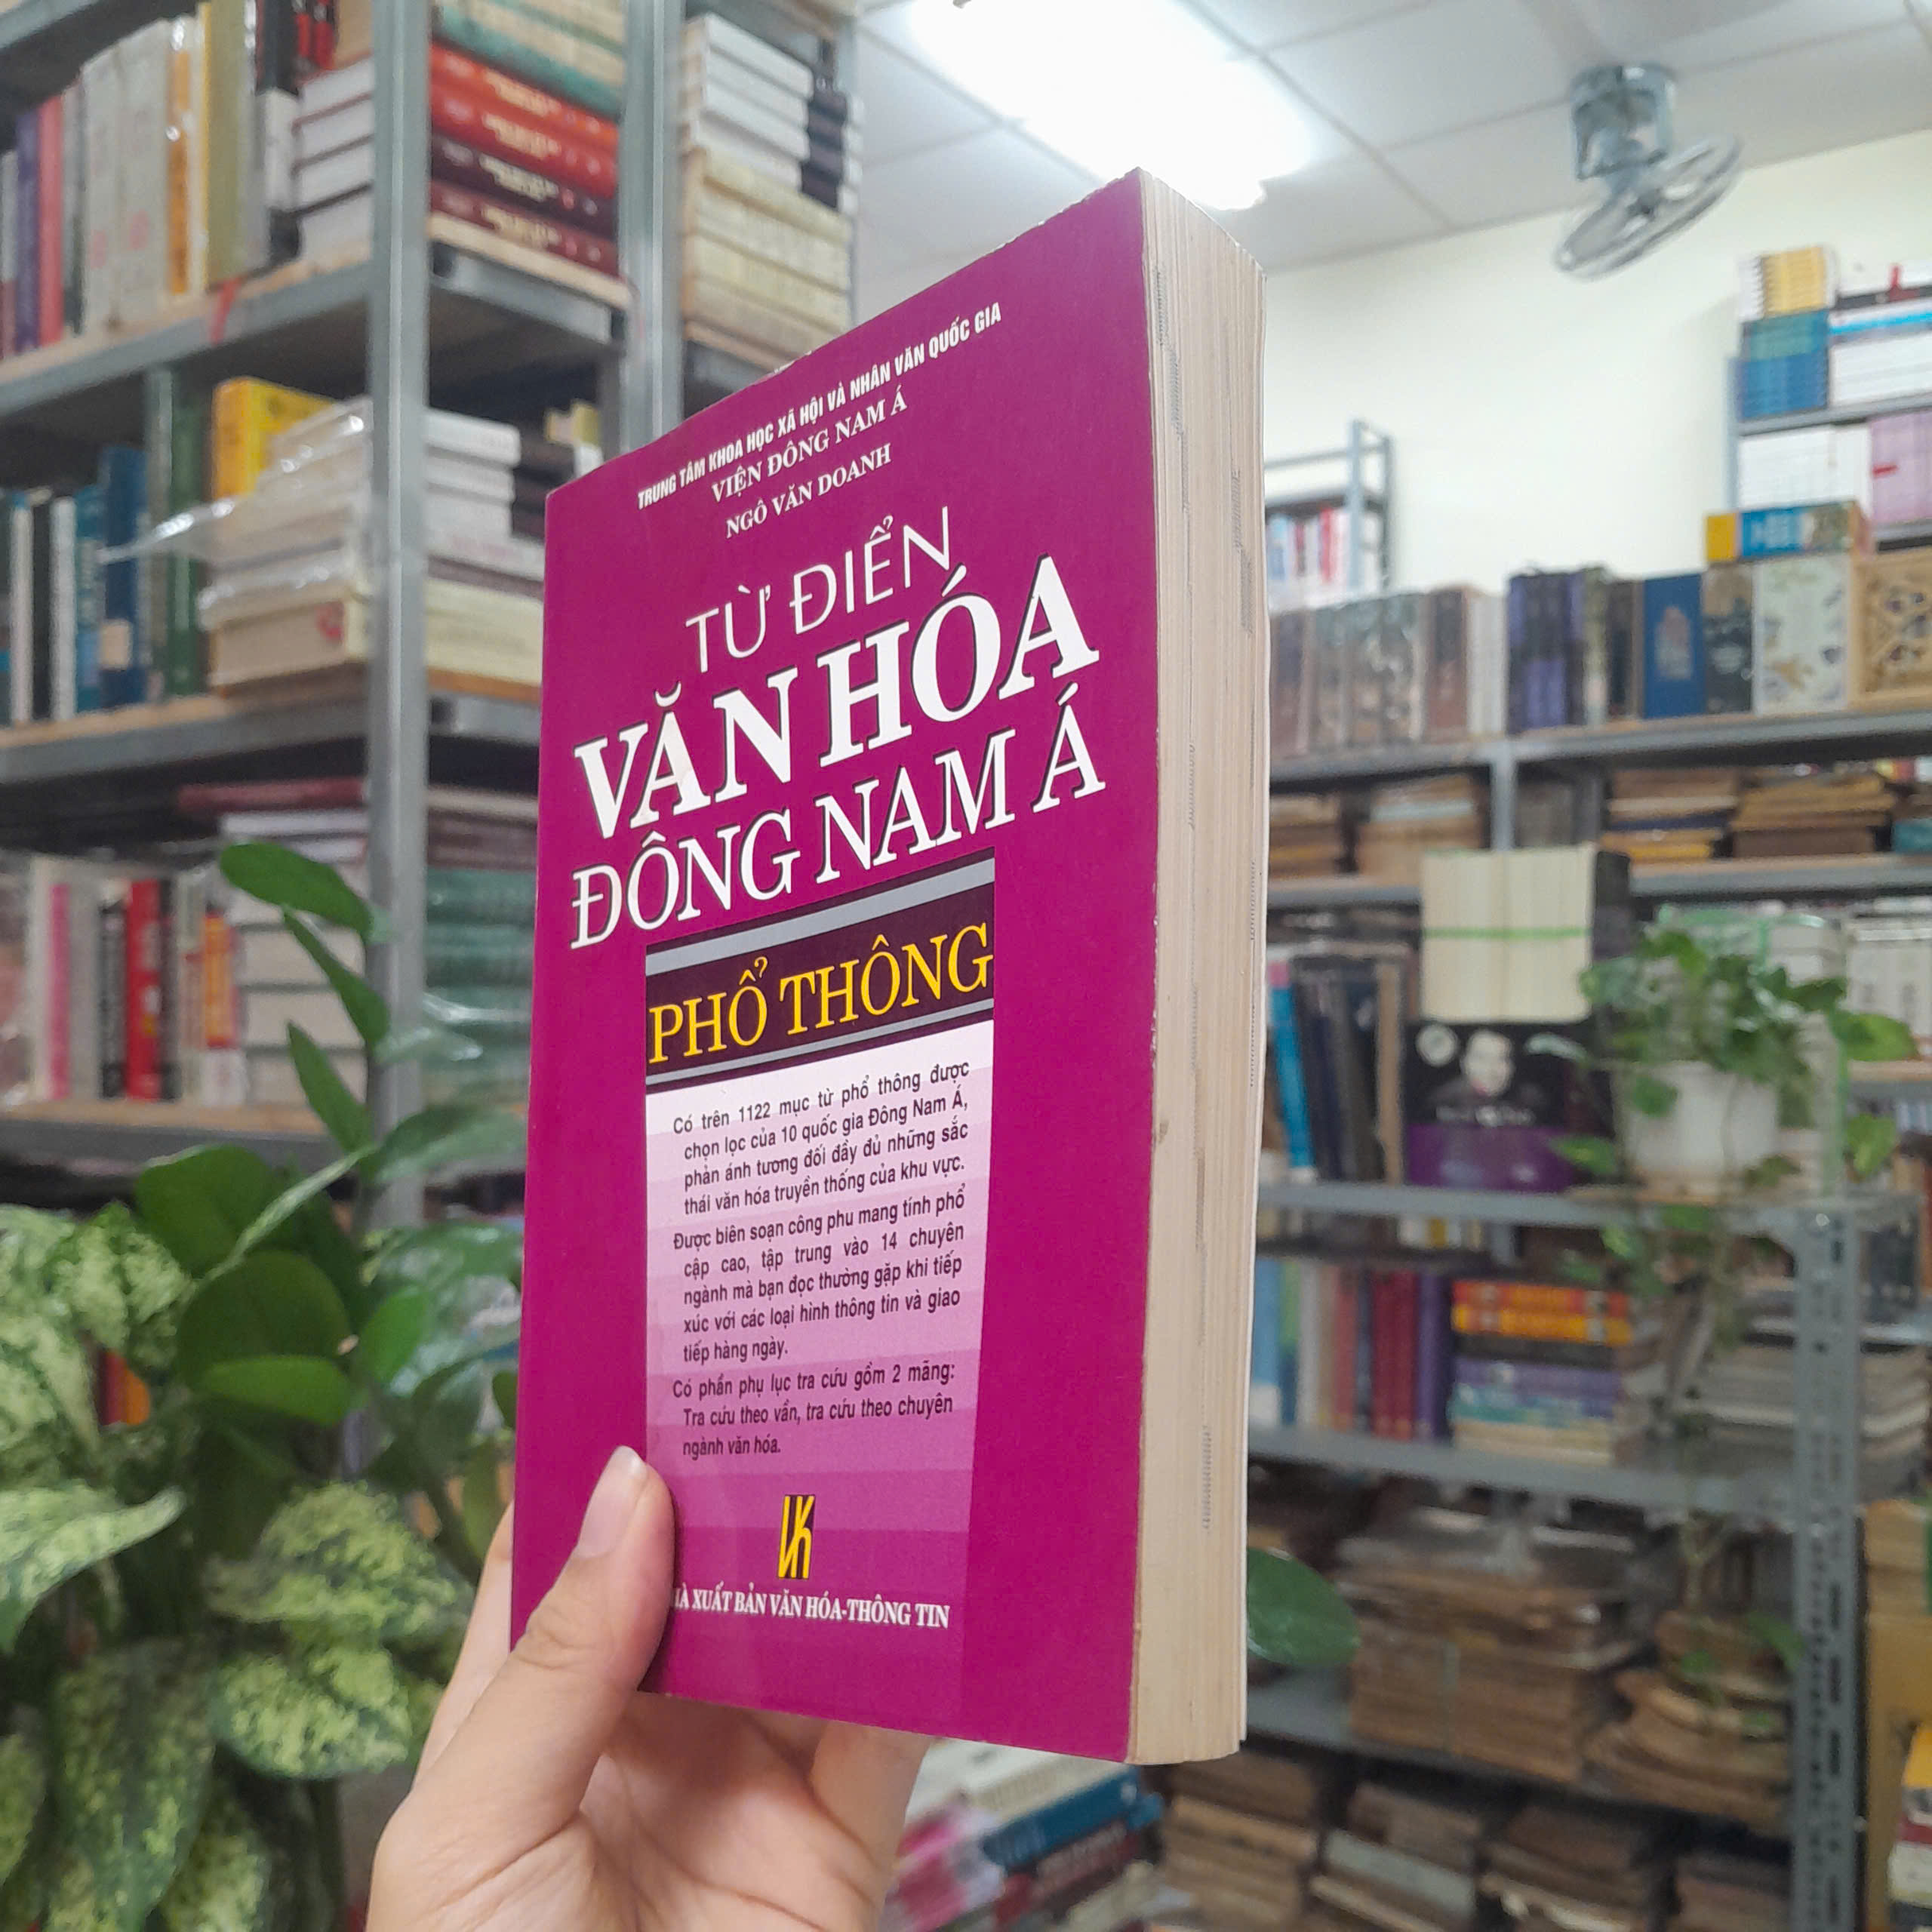 TRUNG TÂM KHOA HỌC XÃ HỘI VÀ NHÂN VĂN QUỐC GIA
VIỆN ĐÔNG NAM Á
NGÔ VĂN DOANH
TỪ ĐIỂN
VĂN HÓA
ĐÔNG NAM Á
PHỔ THÔNG
Có trên 1122 mục từ phổ thông được
chọn lọc của 10 quốc gia Đông Nam Á,
phản ánh tương đối đầy đủ những sắc
thái văn hóa truyền thống của khu vực.
Được biên soạn công phu mang tính phổ
cập cao, tập trung vào 14 chuyên
ngành mà bạn đọc thường gặp khi tiếp
xúc với các loại hình thông tin và giao
tiếp hàng ngày.
Có phần phụ lục tra cứu gồm 2 mãng:
Tra cứu theo vần, tra cứu theo chuyên
ngành văn hóa.
XUẤT BẢN VĂN HÓA-THÔNG TIN